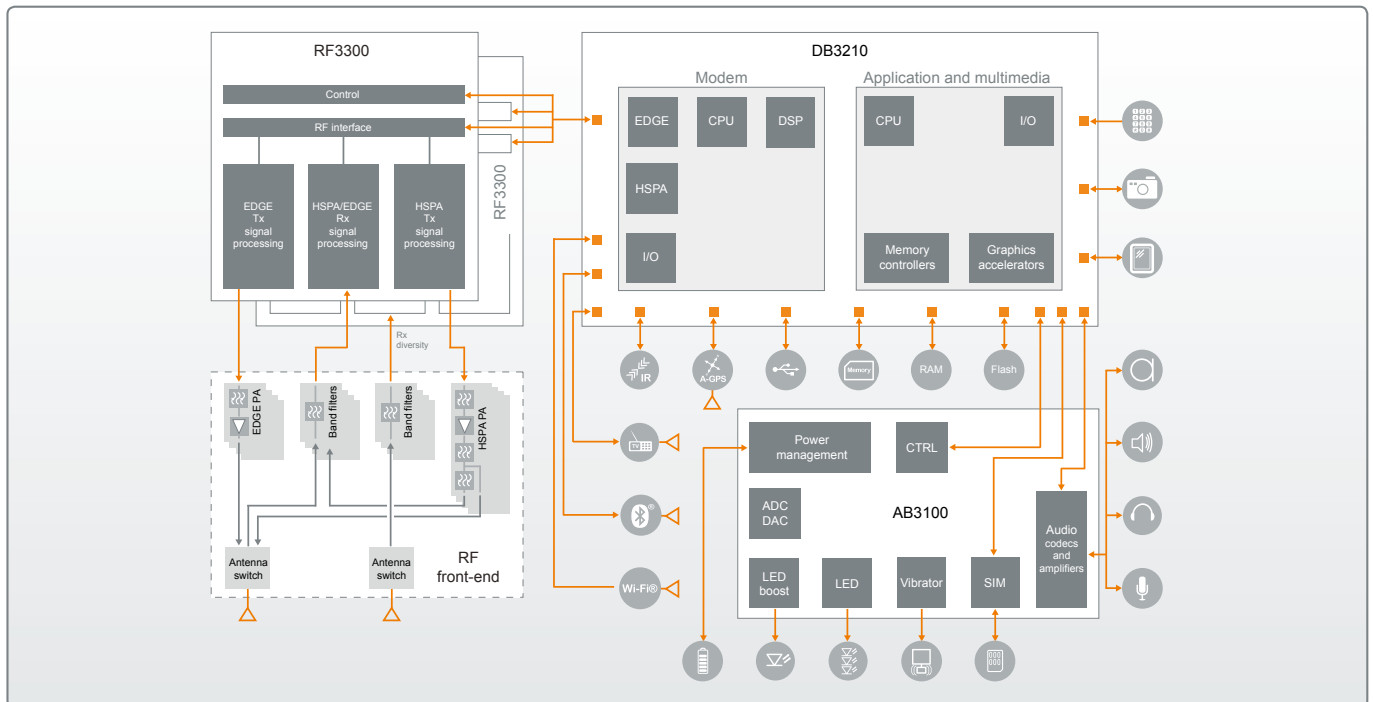 RF3300
Control
RF interface
EDGE
Tx
signal
processing
HSPA/EDGE
Rx
signal
processing
HSPA
Tx
signal
processing
RF3300
Rx
diversity
EDGE PA
Band filters
Band filters
HSPA PA
Antenna
switch
Antenna
switch
RF
front-end
DB3210
Modem
EDGE
CPU
DSP
HSPA
I/O
Application and multimedia
CPU
I/O
Memory
controllers
Graphics
accelerators
IR
A-GPS
Memory
RAM
Flash
TV
®
Wi-Fi®
Power
management
CTRL
ADC
DAC
AB3100
Audio
codecs
and
amplifiers
LED
boost
LED
Vibrator
SIM